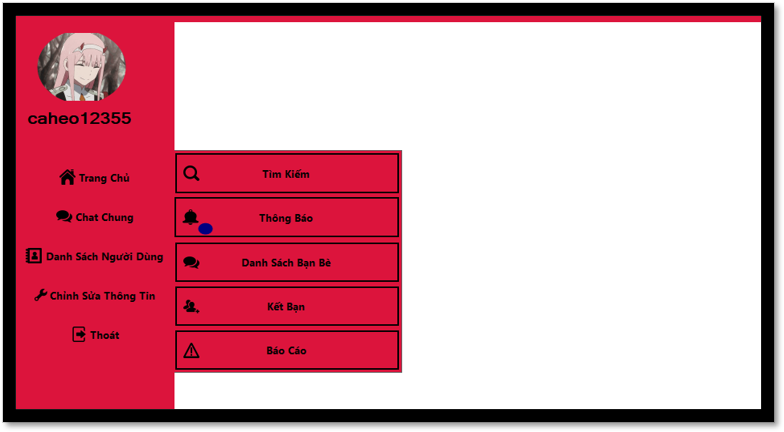 caheo12355
Trang Chủ
Chat Chung
Danh Sách Người Dùng
Chỉnh Sửa Thông Tin
Thoát
Tìm Kiếm
Thông Báo
Danh Sách Bạn Bè
Kết Bạn
Báo Cáo